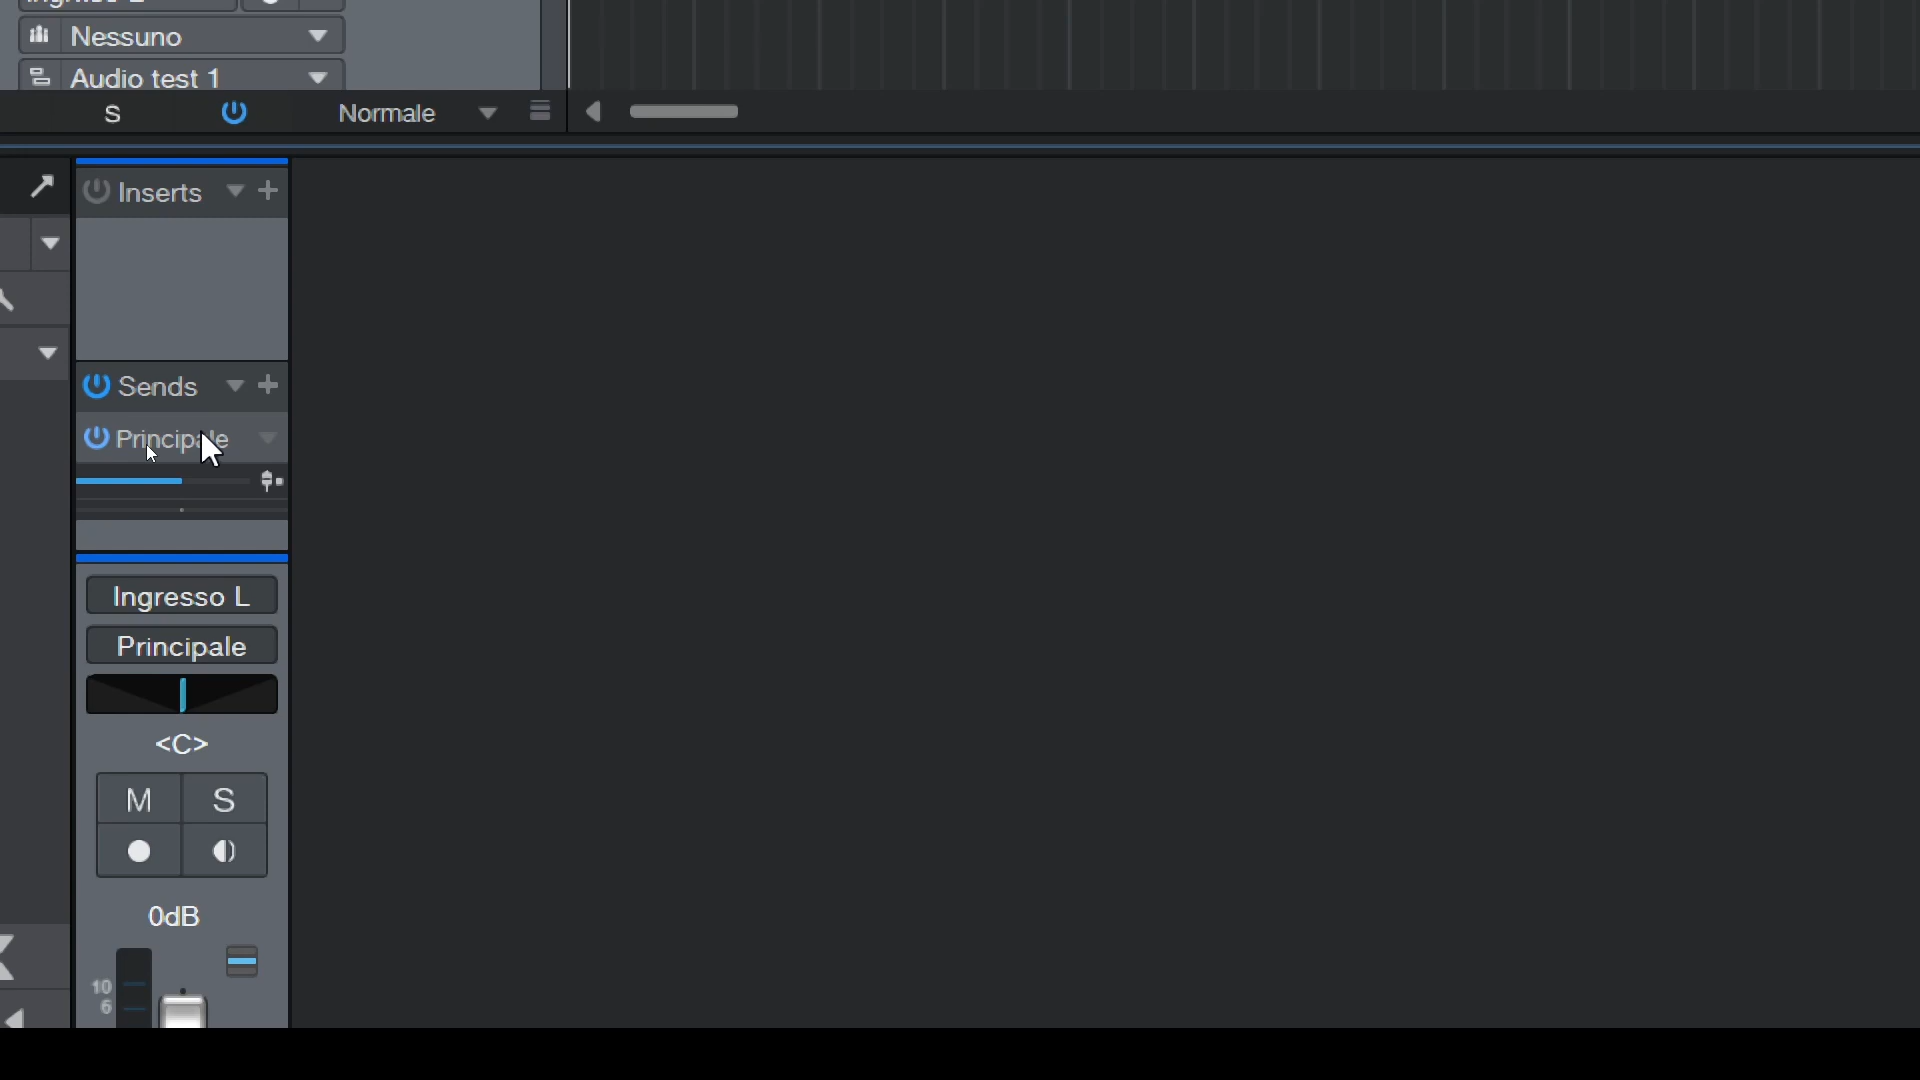 Nessuno
Audio test 1
S
Normale
Inserts
Sends
Principale
Ingresso L
Principale
<C>
M S
0dB
10
6